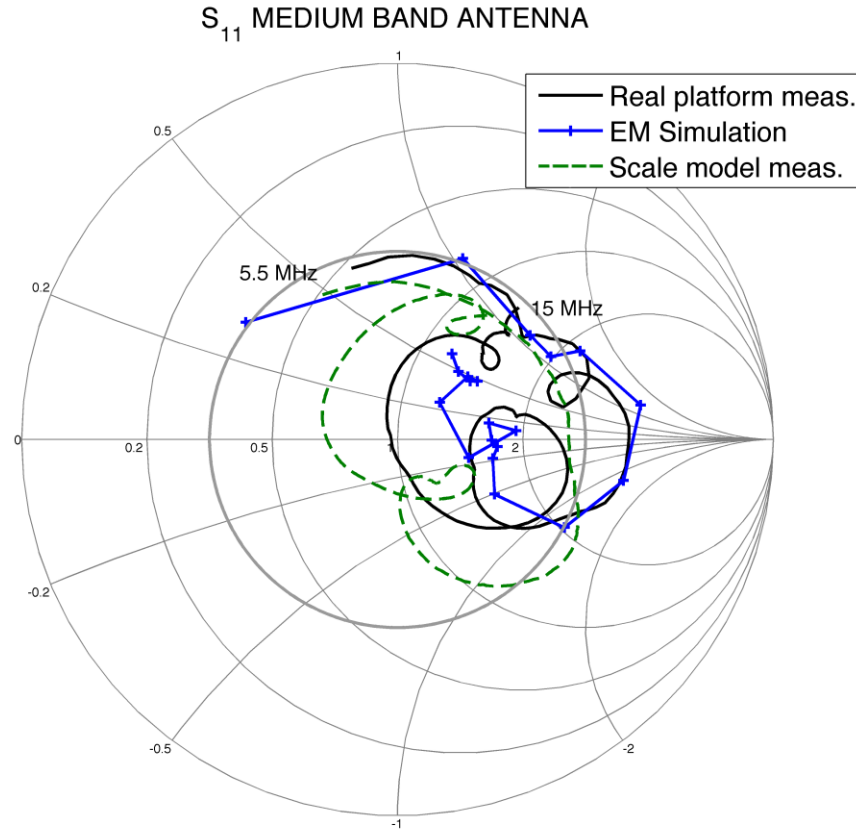 S11 MEDIUM BAND ANTENNA
1
Real platform meas.
EM Simulation
Scale model meas.
0.5
5.5 MHz
0.2
15 MHz
0
0.2
0.5
1
2
-0.2
-0.5
-2
-1